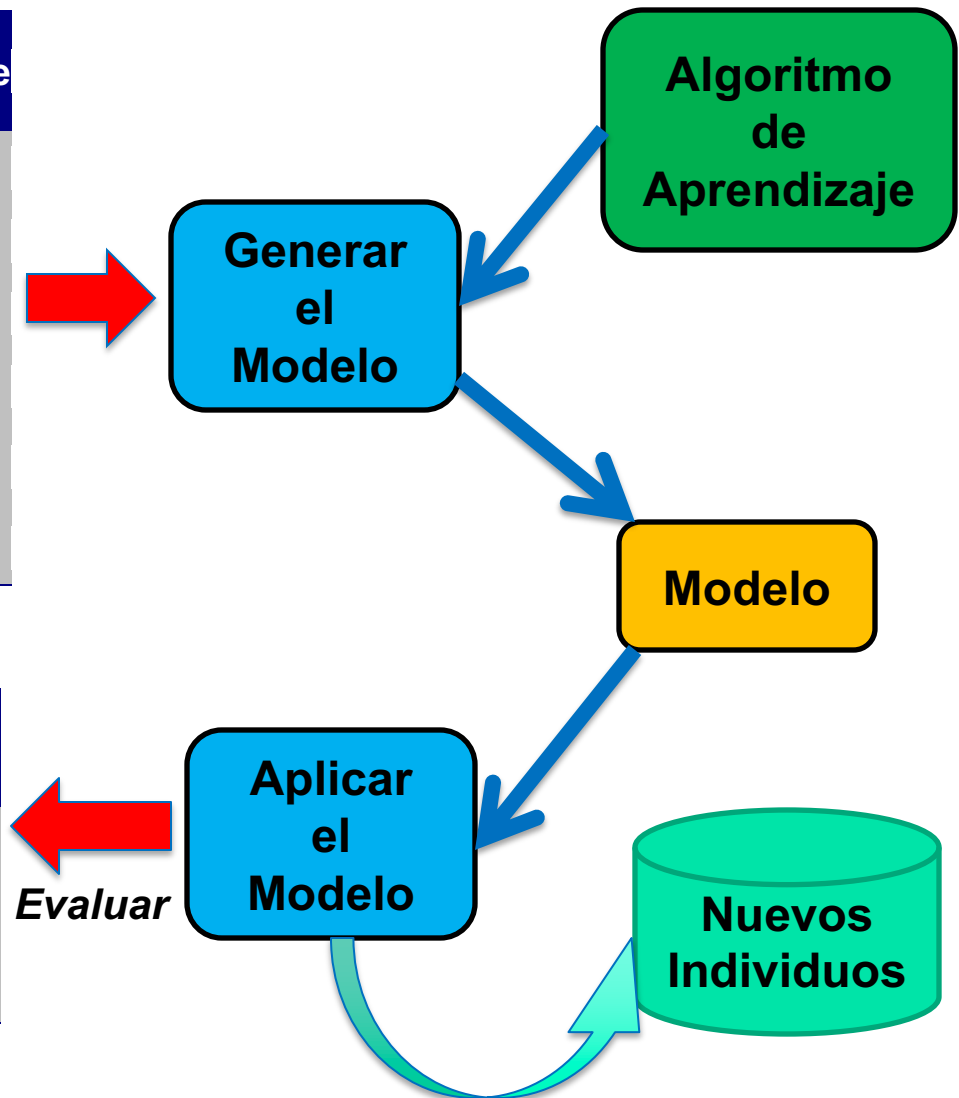 e
Algoritmo
de
Aprendizaje
Generar
el
Modelo
Modelo
Aplicar
el
Modelo
Evaluar
Nuevos
Individuos